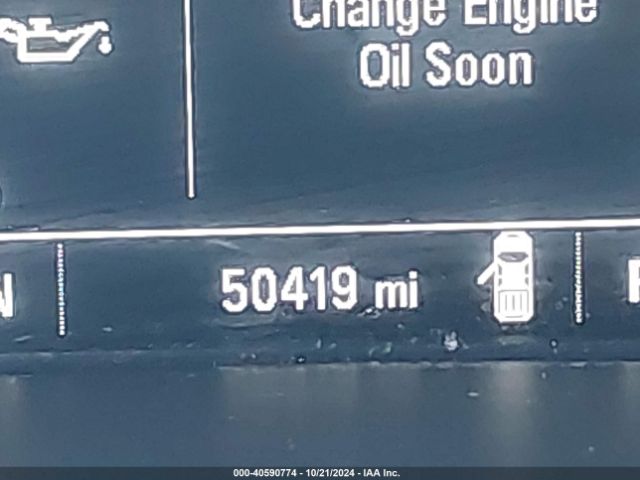 Change Engine
Oil Soon
N
50419 mi
000-40590774 - 10/21/2024 - IAA Inc.